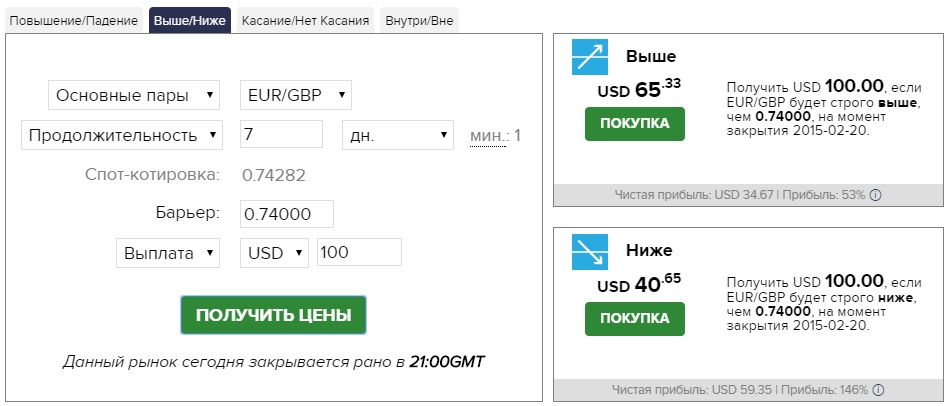 Повышение/Падение Выше/Ниже Касание/Нет Касания Внутри/Вне
Основные пары EUR/GBP
Продолжительность 7 дн. мин.: 1
Спот-котировка: 0.74282
Барьер: 0.74000
Выплата USD 100
ПОЛУЧИТЬ ЦЕНЫ
Данный рынок сегодня закрывается рано в 21:00GMT
Выше
USD 65.33
ПОКУПКА
Получить USD 100.00, если
EUR/GBP будет строго выше,
чем 0.74000, на момент
закрытия 2015-02-20.
Чистая прибыль: USD 34.67 | Прибыль: 53%
Ниже
USD 40.65
ПОКУПКА
Получить USD 100.00, если
EUR/GBP будет строго ниже,
чем 0.74000, на момент
закрытия 2015-02-20.
Чистая прибыль: USD 59.35 | Прибыль: 146%